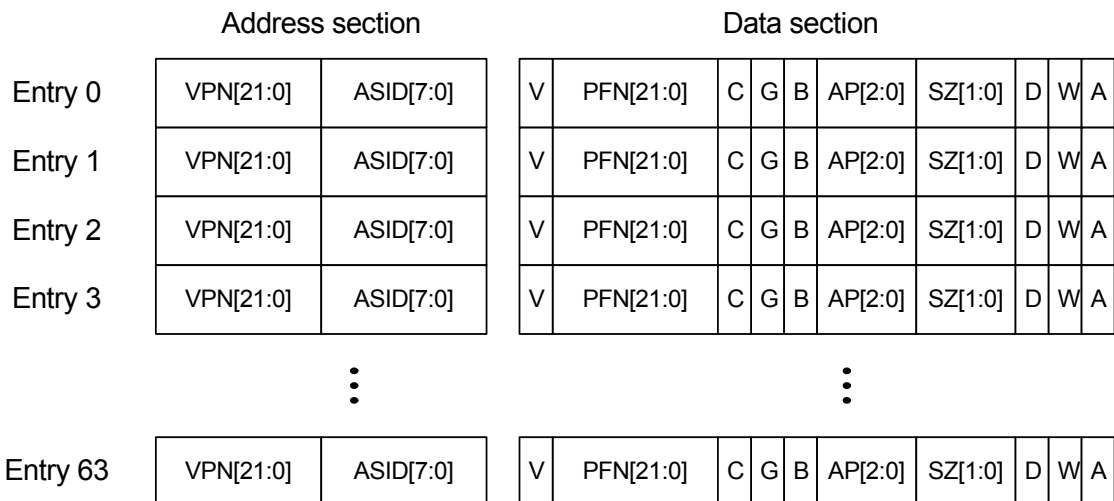 Address section Data section
Entry 0 VPN[21:0] ASID[7:0] V PFN[21:0] C G B AP[2:0] SZ[1:0] D W A
Entry 1 VPN[21:0] ASID[7:0] V PFN[21:0] C G B AP[2:0] SZ[1:0] D W A
Entry 2 VPN[21:0] ASID[7:0] V PFN[21:0] C G B AP[2:0] SZ[1:0] D W A
Entry 3 VPN[21:0] ASID[7:0] V PFN[21:0] C G B AP[2:0] SZ[1:0] D W A
Entry 63 VPN[21:0] ASID[7:0] V PFN[21:0] C G B AP[2:0] SZ[1:0] D W A